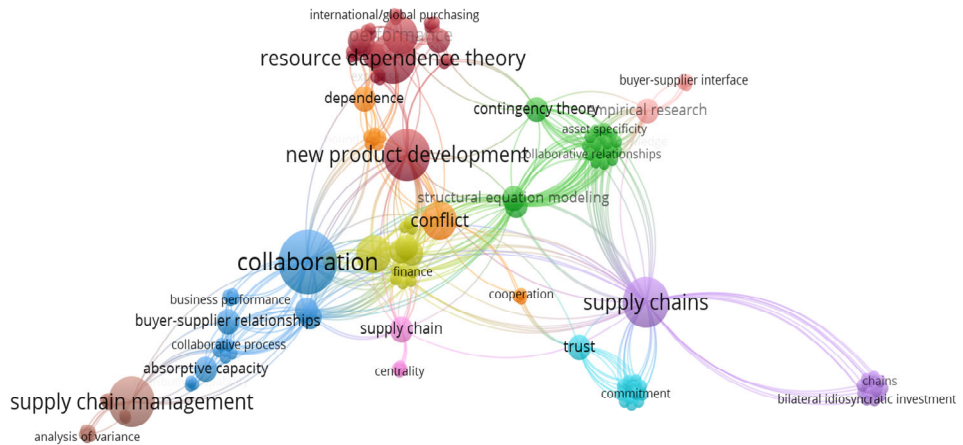 international/global purchasing
performance
resource dependence theory
buyer-supplier interface
dependence
contingency theory
empirical research
asset specificity
new product development
collaborative relationships
structural equation modeling
conflict
collaboration
finance
business performance
cooperation
supply chains
buyer-supplier relationships
supply chain
collaborative process
trust
absorptive capacity
centrality
chains
commitment
bilateral idiosyncratic investment
supply chain management
analysis of variance